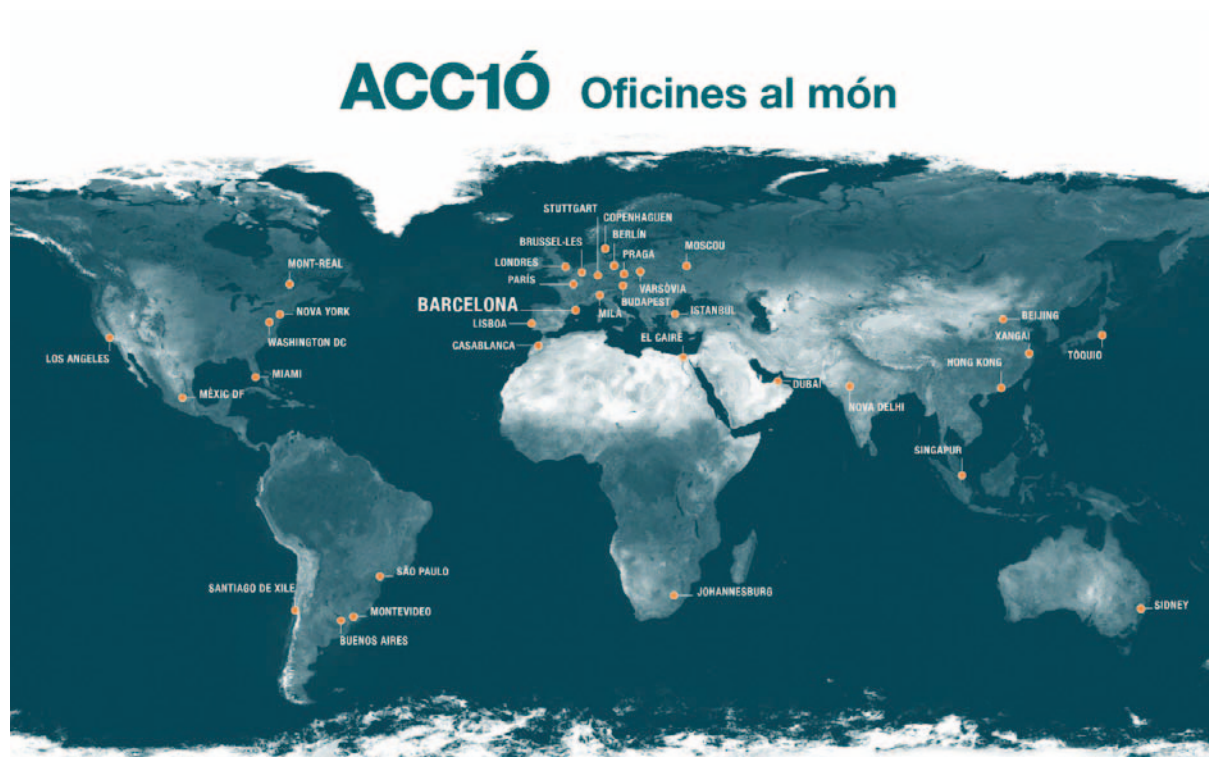 ACC1Ó Oficines al món
STUTTGART
COPENHAGUEN
BERLÍN
BRUSSEL·LES
PRAGA
MOSCOU
LONDRES
MONT-REAL
PARÍS
VARSÒVIA
BUDAPEST
BARCELONA
MILÀ
ISTANBUL
NOVA YORK
LISBOA
BEIJING
WASHINGTON DC
EL CAIRE
XANGAI
CASABLANCA
LOS ANGELES
TÒQUIO
HONG KONG
MIAMI
DUBAI
MÈXIC DF
NOVA DELHI
SINGAPUR
SÃO PAULO
SANTIAGO DE XILE
JOHANNESBURG
MONTEVIDEO
SIDNEY
BUENOS AIRES